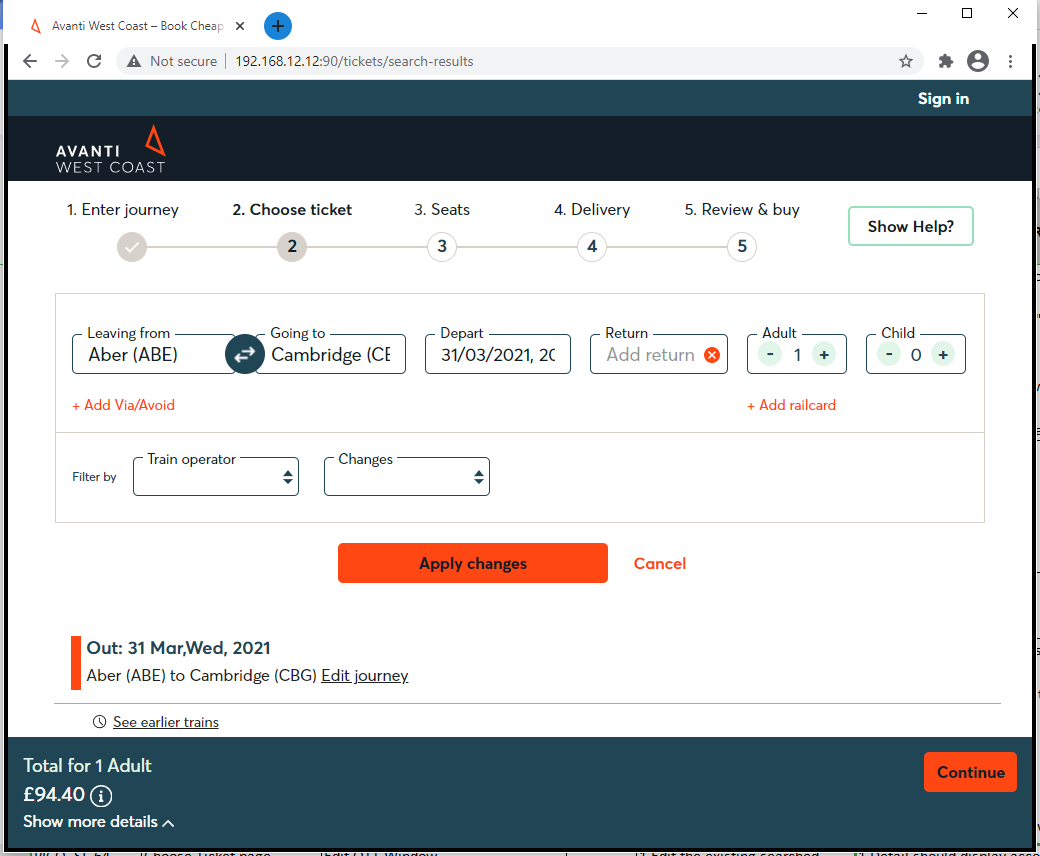 Avanti West Coast – Book Cheap
Not secure | 192.168.12.12:90/tickets/search-results
Sign in
AVANTI
WEST COAST
1. Enter journey 2. Choose ticket 3. Seats 4. Delivery 5. Review & buy
Show Help?
2 3 4 5
Leaving from Going to Depart Return Adult Child
Aber (ABE) Cambridge (CE 31/03/2021, 20 Add return - 1 + - 0 +
+ Add Via/Avoid + Add railcard
Train operator Changes
Filter by
Apply changes Cancel
Out: 31 Mar,Wed, 2021
Aber (ABE) to Cambridge (CBG) Edit journey
See earlier trains
Total for 1 Adult
£94.40
Continue
Show more details